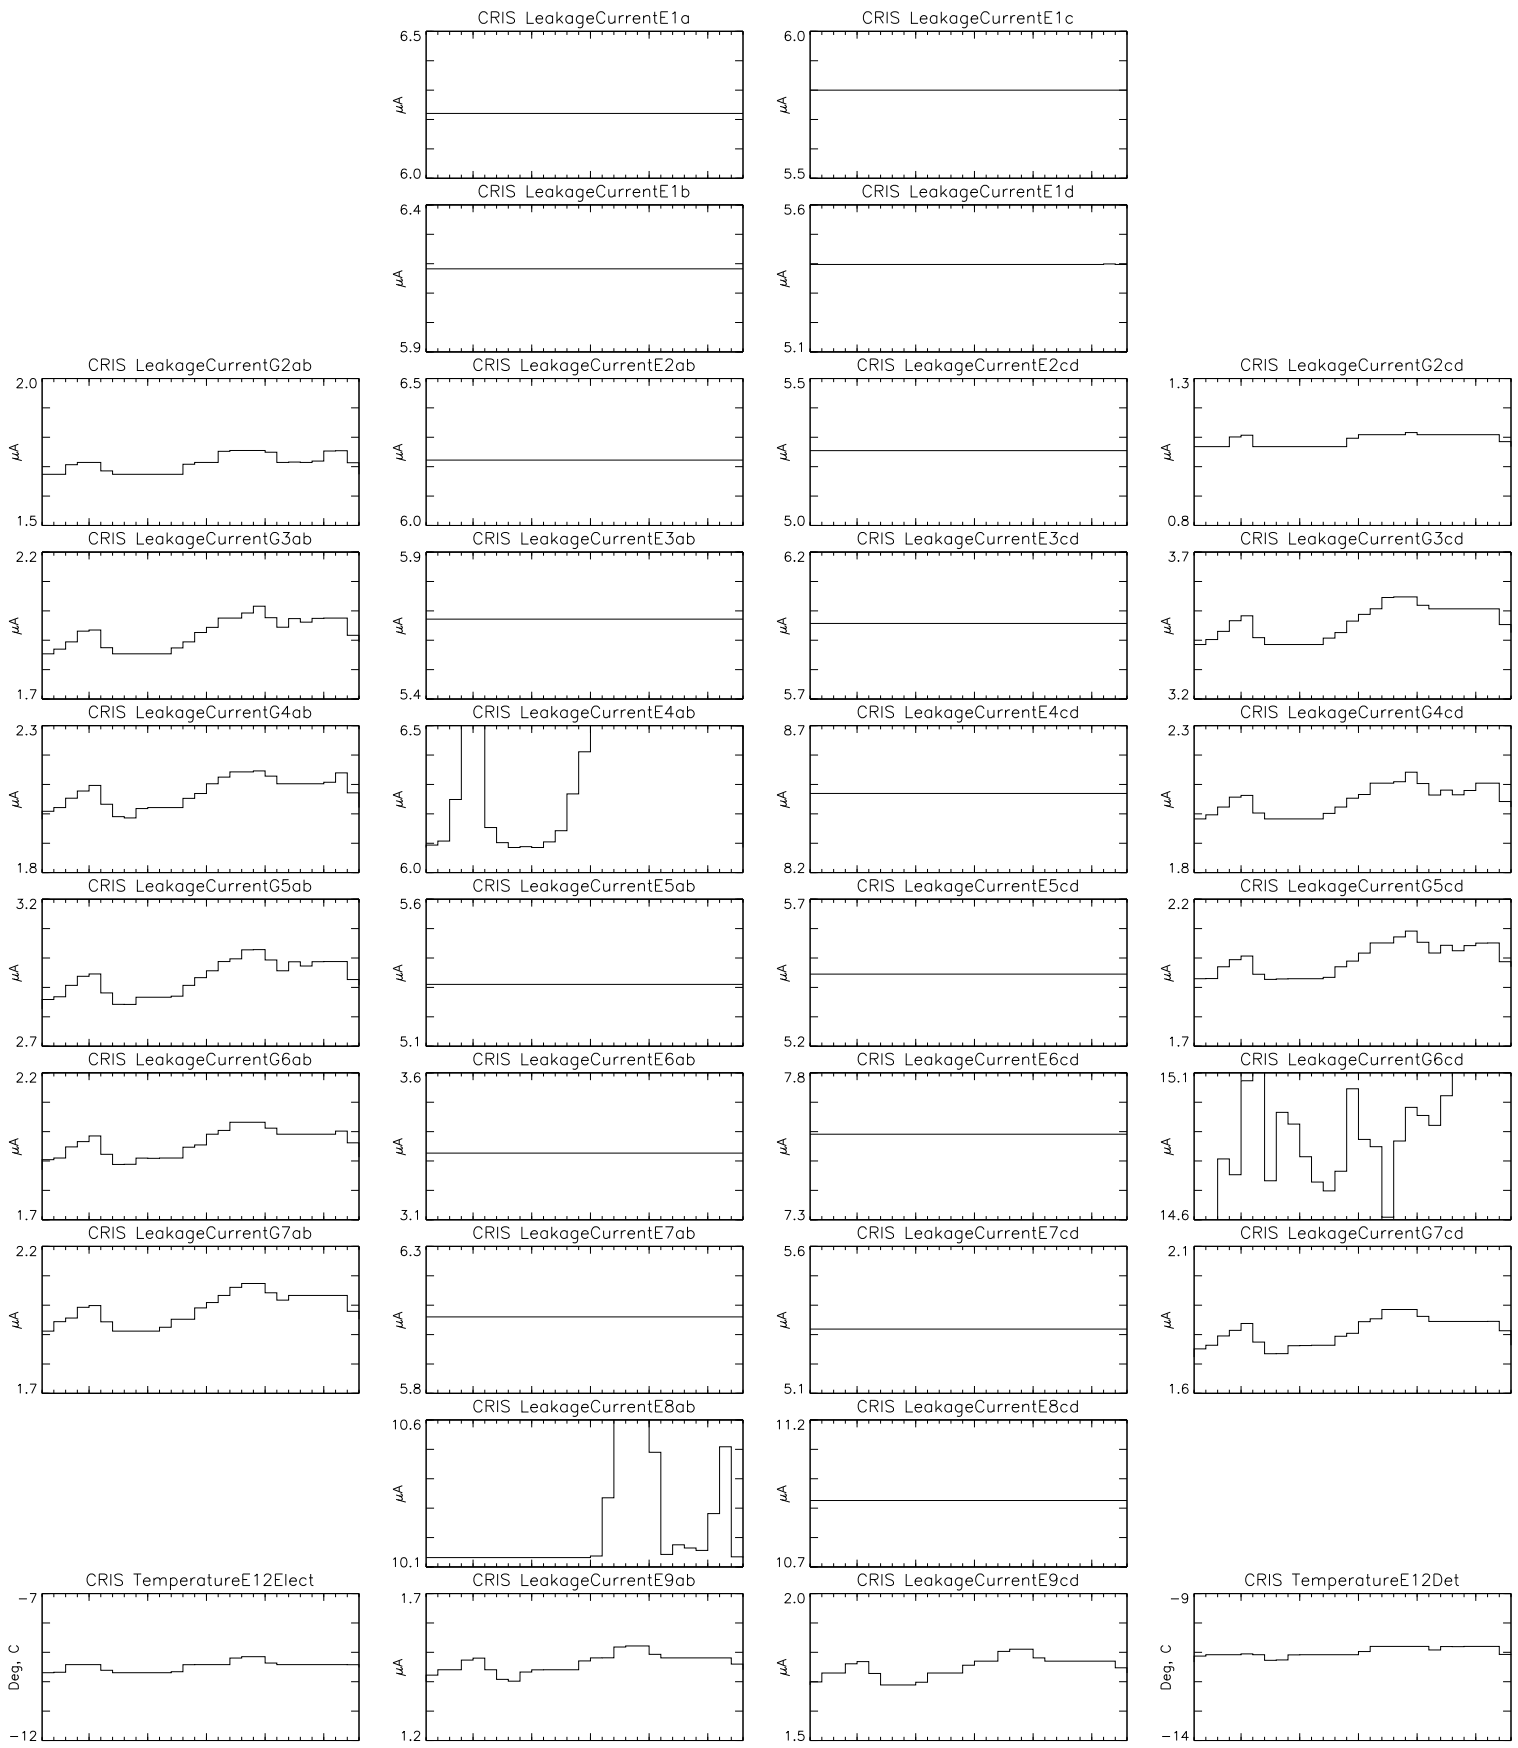 CRIS LeakageCurrentE1a CRIS LeakageCurrentE1c
6.5 6.0
μA μA
6.0 5.5
CRIS LeakageCurrentE1b CRIS LeakageCurrentE1d
6.4 5.6
μA μA
5.9 5.1
CRIS LeakageCurrentG2ab CRIS LeakageCurrentE2ab CRIS LeakageCurrentE2cd CRIS LeakageCurrentG2cd
2.0 6.5 5.5 1.3
μA μA μA μA
1.5 6.0 5.0 0.8
CRIS LeakageCurrentG3ab CRIS LeakageCurrentE3ab CRIS LeakageCurrentE3cd CRIS LeakageCurrentG3cd
2.2 5.9 6.2 3.7
μA μA μA μA
1.7 5.4 5.7 3.2
CRIS LeakageCurrentG4ab CRIS LeakageCurrentE4ab CRIS LeakageCurrentE4cd CRIS LeakageCurrentG4cd
2.3 6.5 8.7 2.3
μA μA μA μA
1.8 6.0 8.2 1.8
CRIS LeakageCurrentG5ab CRIS LeakageCurrentE5ab CRIS LeakageCurrentE5cd CRIS LeakageCurrentG5cd
3.2 5.6 5.7 2.2
μA μA μA μA
2.7 5.1 5.2 1.7
CRIS LeakageCurrentG6ab CRIS LeakageCurrentE6ab CRIS LeakageCurrentE6cd CRIS LeakageCurrentG6cd
2.2 3.6 7.8 15.1
μA μA μA μA
1.7 3.1 7.3 14.6
CRIS LeakageCurrentG7ab CRIS LeakageCurrentE7ab CRIS LeakageCurrentE7cd CRIS LeakageCurrentG7cd
2.2 6.3 5.6 2.1
μA μA μA μA
1.7 5.8 5.1 1.6
CRIS LeakageCurrentE8ab CRIS LeakageCurrentE8cd
10.6 11.2
μA μA
10.1 10.7
CRIS TemperatureE12Elect CRIS LeakageCurrentE9ab CRIS LeakageCurrentE9cd CRIS TemperatureE12Det
-7 1.7 2.0 -9
Deg, C μA μA Deg, C
-12 1.2 1.5 -14